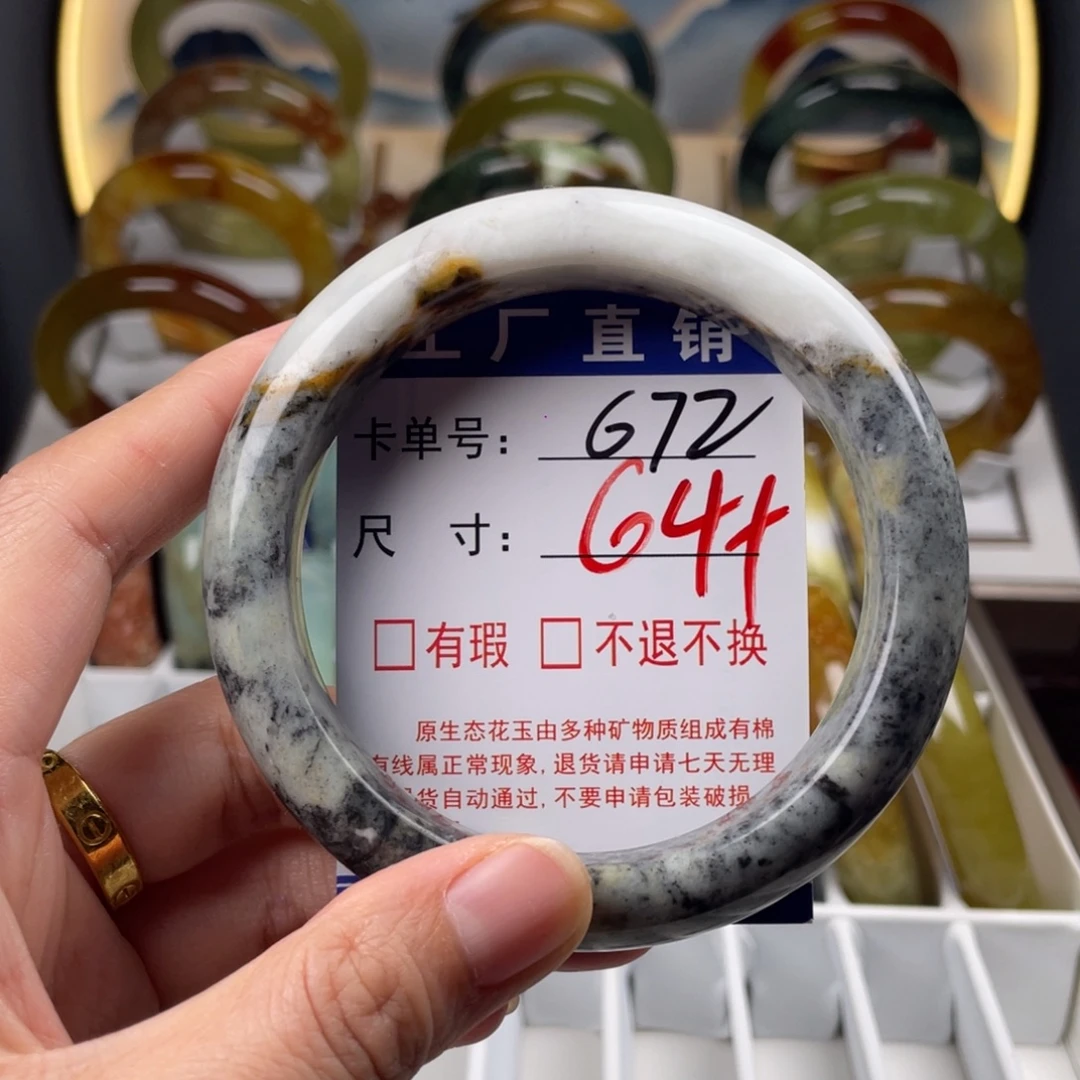 工厂直销
卡单号: 672
尺 寸: 64+
有瑕 不退不换
原生态花玉由多种矿物质组成有棉
有线属正常现象, 退货请申请七天无理
货自动通过, 不要申请包装破损